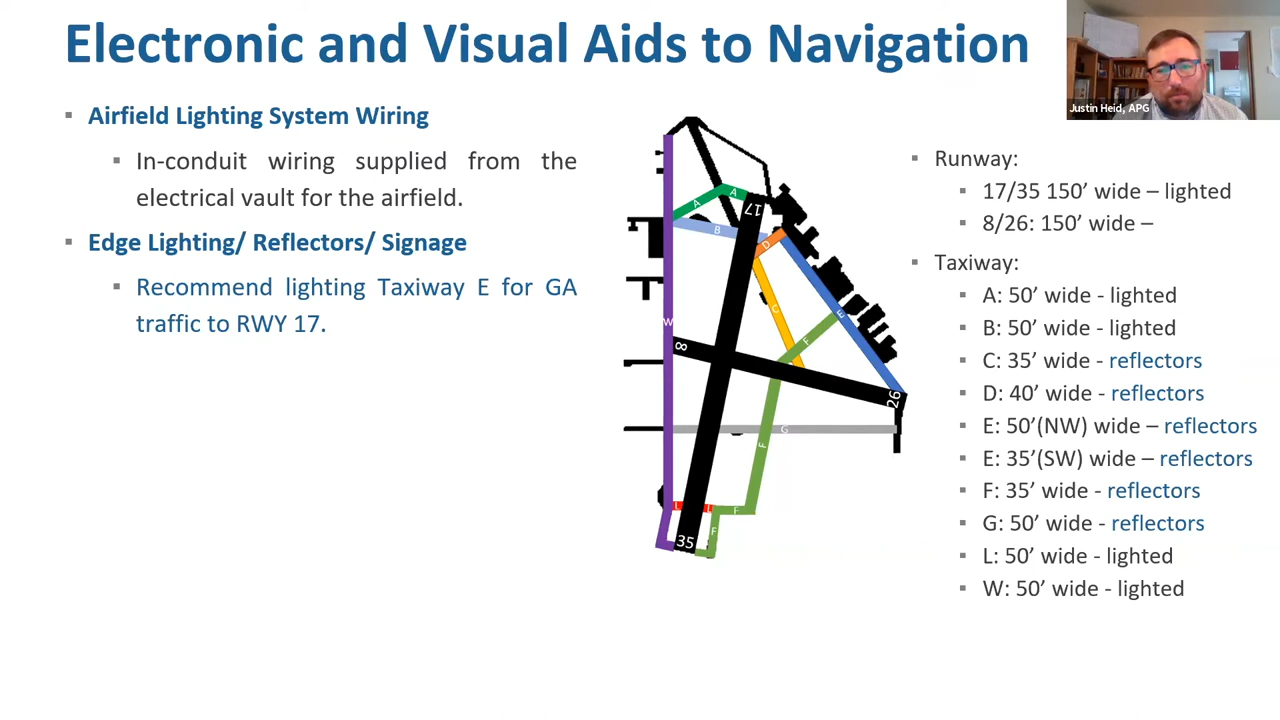 Electronic and Visual Aids to Navigation
Justin Heid, APG
▪ Airfield Lighting System Wiring
▪ In-conduit wiring supplied from the
electrical vault for the airfield.
▪ Edge Lighting/ Reflectors/ Signage
▪ Recommend lighting Taxiway E for GA
traffic to RWY 17.
A
A
17
B
D
C
E
W
F
8
26
G
F
L
L
F
F
35
▪ Runway:
▪ 17/35 150’ wide – lighted
▪ 8/26: 150’ wide –
▪ Taxiway:
▪ A: 50’ wide - lighted
▪ B: 50’ wide - lighted
▪ C: 35’ wide - reflectors
▪ D: 40’ wide - reflectors
▪ E: 50’(NW) wide – reflectors
▪ E: 35’(SW) wide – reflectors
▪ F: 35’ wide - reflectors
▪ G: 50’ wide - reflectors
▪ L: 50’ wide - lighted
▪ W: 50’ wide - lighted